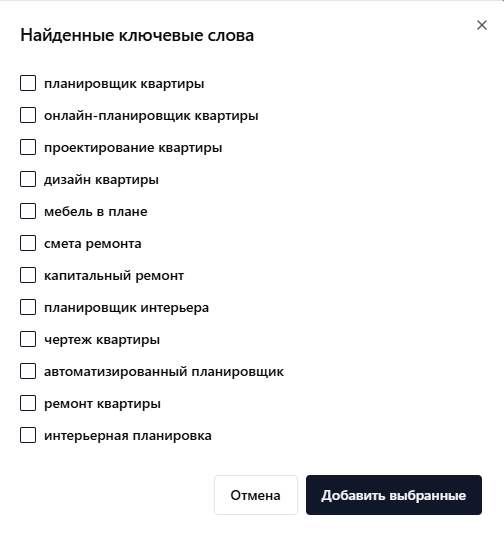 Найденные ключевые слова
планировщик квартиры
онлайн-планировщик квартиры
проектирование квартиры
дизайн квартиры
мебель в плане
смета ремонта
капитальный ремонт
планировщик интерьера
чертеж квартиры
автоматизированный планировщик
ремонт квартиры
интерьерная планировка
Отмена
Добавить выбранные